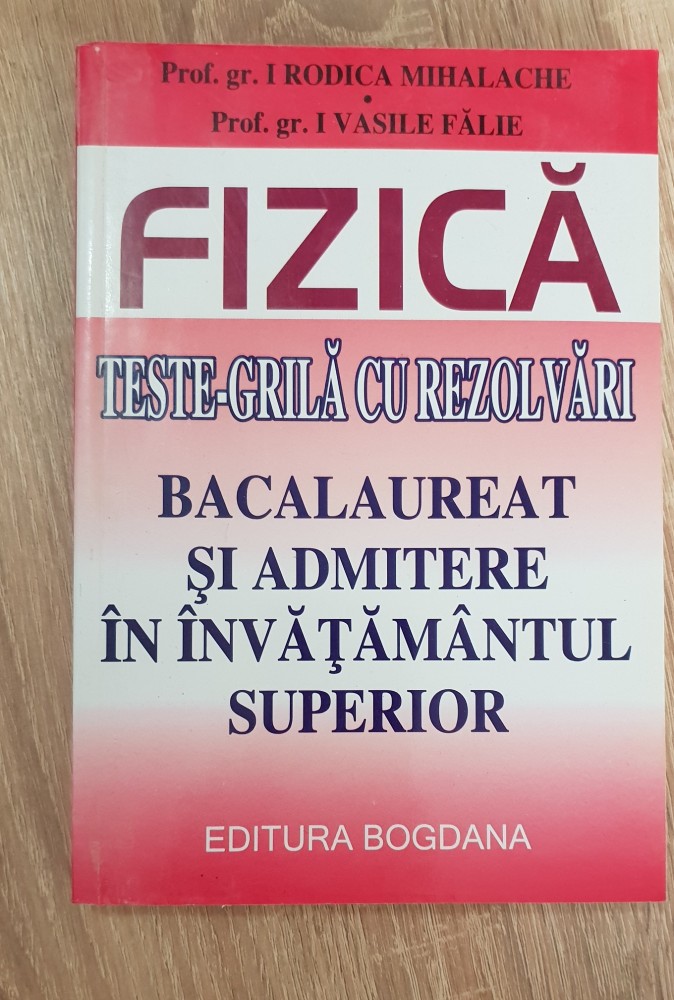 Prof. gr. I RODICA MIHALACHE
•
Prof. gr. I VASILE FĂLIE
FIZICĂ
TESTE-GRILĂ CU REZOLVĂRI
BACALAUREAT
ŞI ADMITERE
ÎN ÎNVĂŢĂMÂNTUL
SUPERIOR
EDITURA BOGDANA